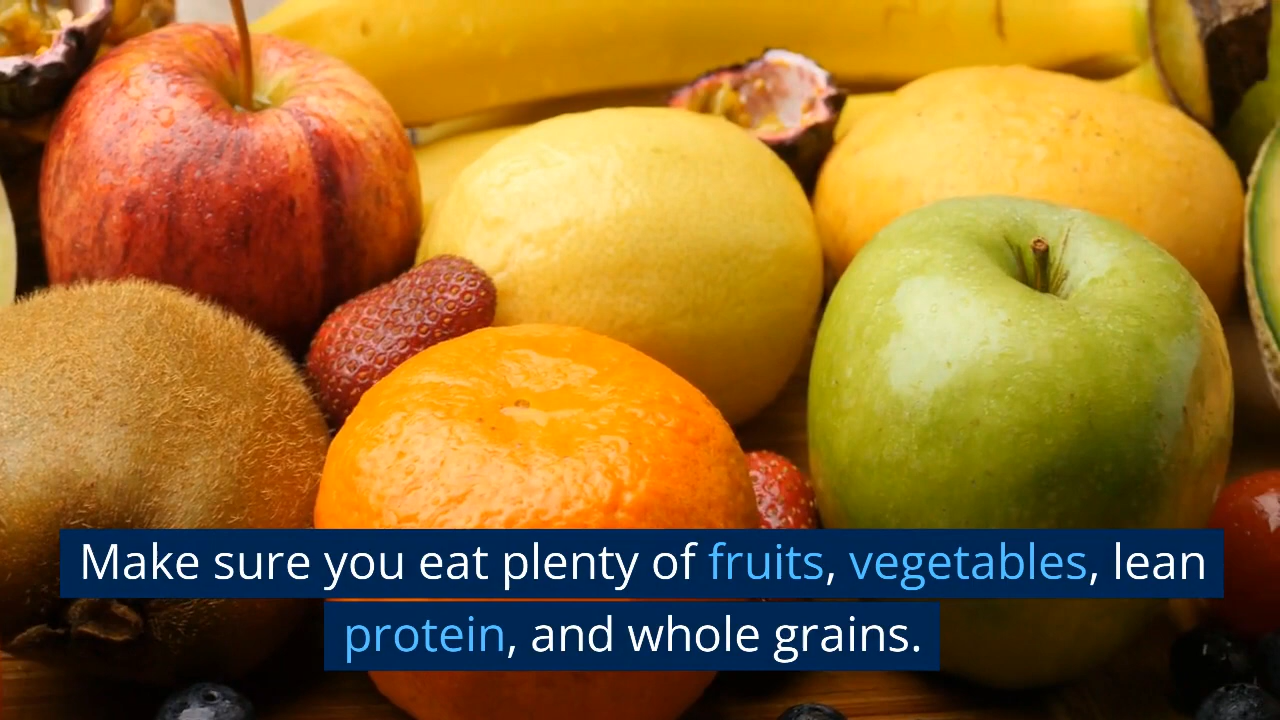 Make sure you eat plenty of fruits, vegetables, lean
protein, and whole grains.